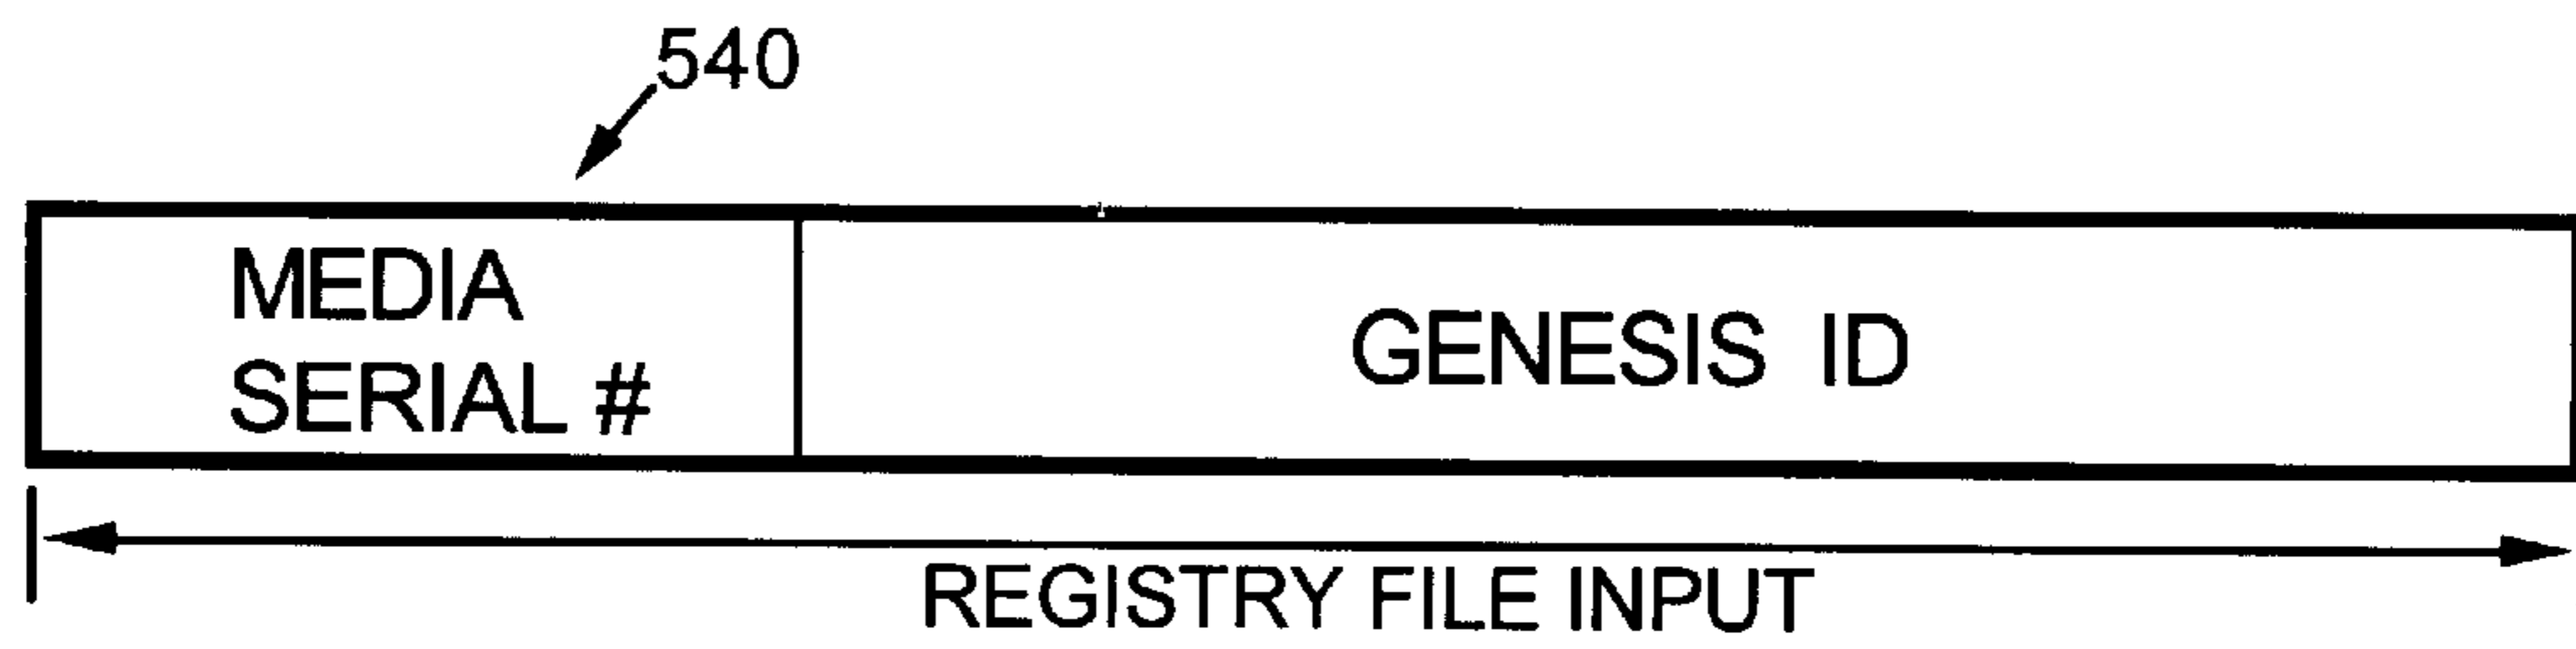 540
MEDIA
SERIAL #
GENESIS ID
REGISTRY FILE INPUT